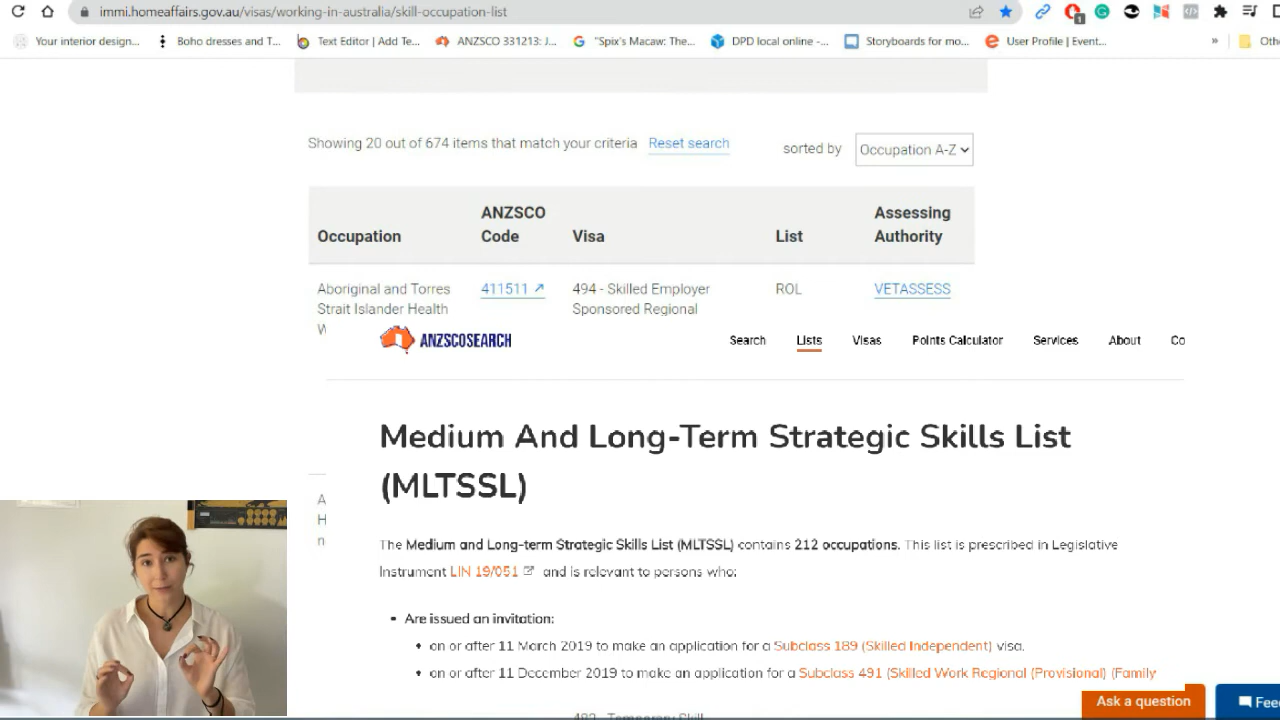 immi.homeaffairs.gov.au/visas/working-in-australia/skill-occupation-list
1
Your interior design...
Boho dresses and T...
Text Editor | Add Te...
ANZSCO 331213: J...
"Spix's Macaw: The...
DPD local online -...
Storyboards for mo...
User Profile | Event...
»
Oth
Showing 20 out of 674 items that match your criteria Reset search sorted by Occupation A-Z
Occupation ANZSCO Code Visa List Assessing Authority
Aboriginal and Torres 411511 494 - Skilled Employer ROL VETASSESS
Strait Islander Health Sponsored Regional
W
ANZSCOSEARCH Search Lists Visas Points Calculator Services About Co
Medium And Long-Term Strategic Skills List
(MLTSSL)
A
H
n
The Medium and Long-term Strategic Skills List (MLTSSL) contains 212 occupations. This list is prescribed in Legislative
Instrument LIN 19/051 and is relevant to persons who:
• Are issued an invitation:
• on or after 11 March 2019 to make an application for a Subclass 189 (Skilled Independent) visa.
• on or after 11 December 2019 to make an application for a Subclass 491 (Skilled Work Regional (Provisional) (Family
Ask a question
Fee